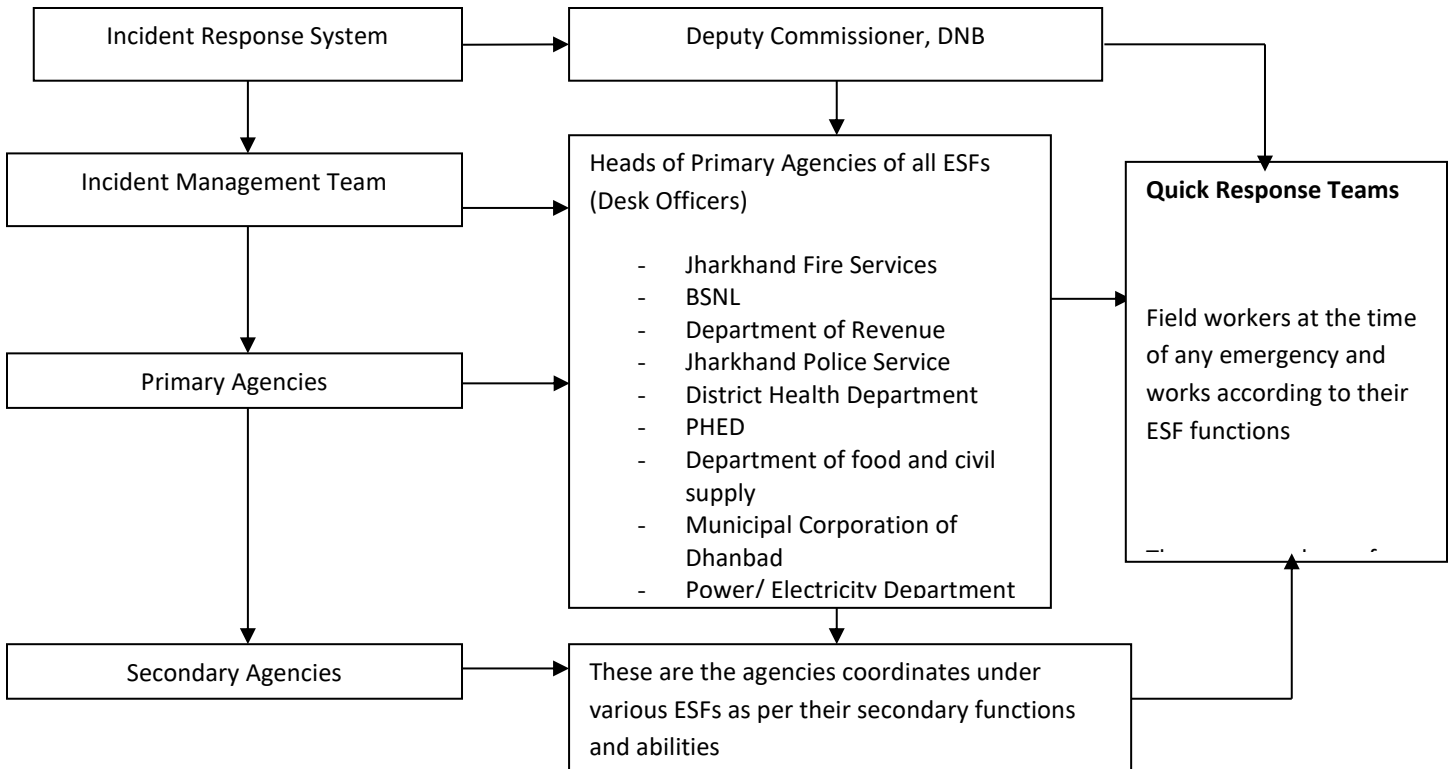 Incident Response System
Deputy Commissioner, DNB
Incident Management Team
Heads of Primary Agencies of all ESFs
(Desk Officers)
- Jharkhand Fire Services
- BSNL
- Department of Revenue
- Jharkhand Police Service
- District Health Department
- PHED
- Department of food and civil
supply
- Municipal Corporation of
Dhanbad
- Power/ Electricity Department
Quick Response Teams
Field workers at the time
of any emergency and
works according to their
ESF functions
Primary Agencies
Secondary Agencies
These are the agencies coordinates under
various ESFs as per their secondary functions
and abilities